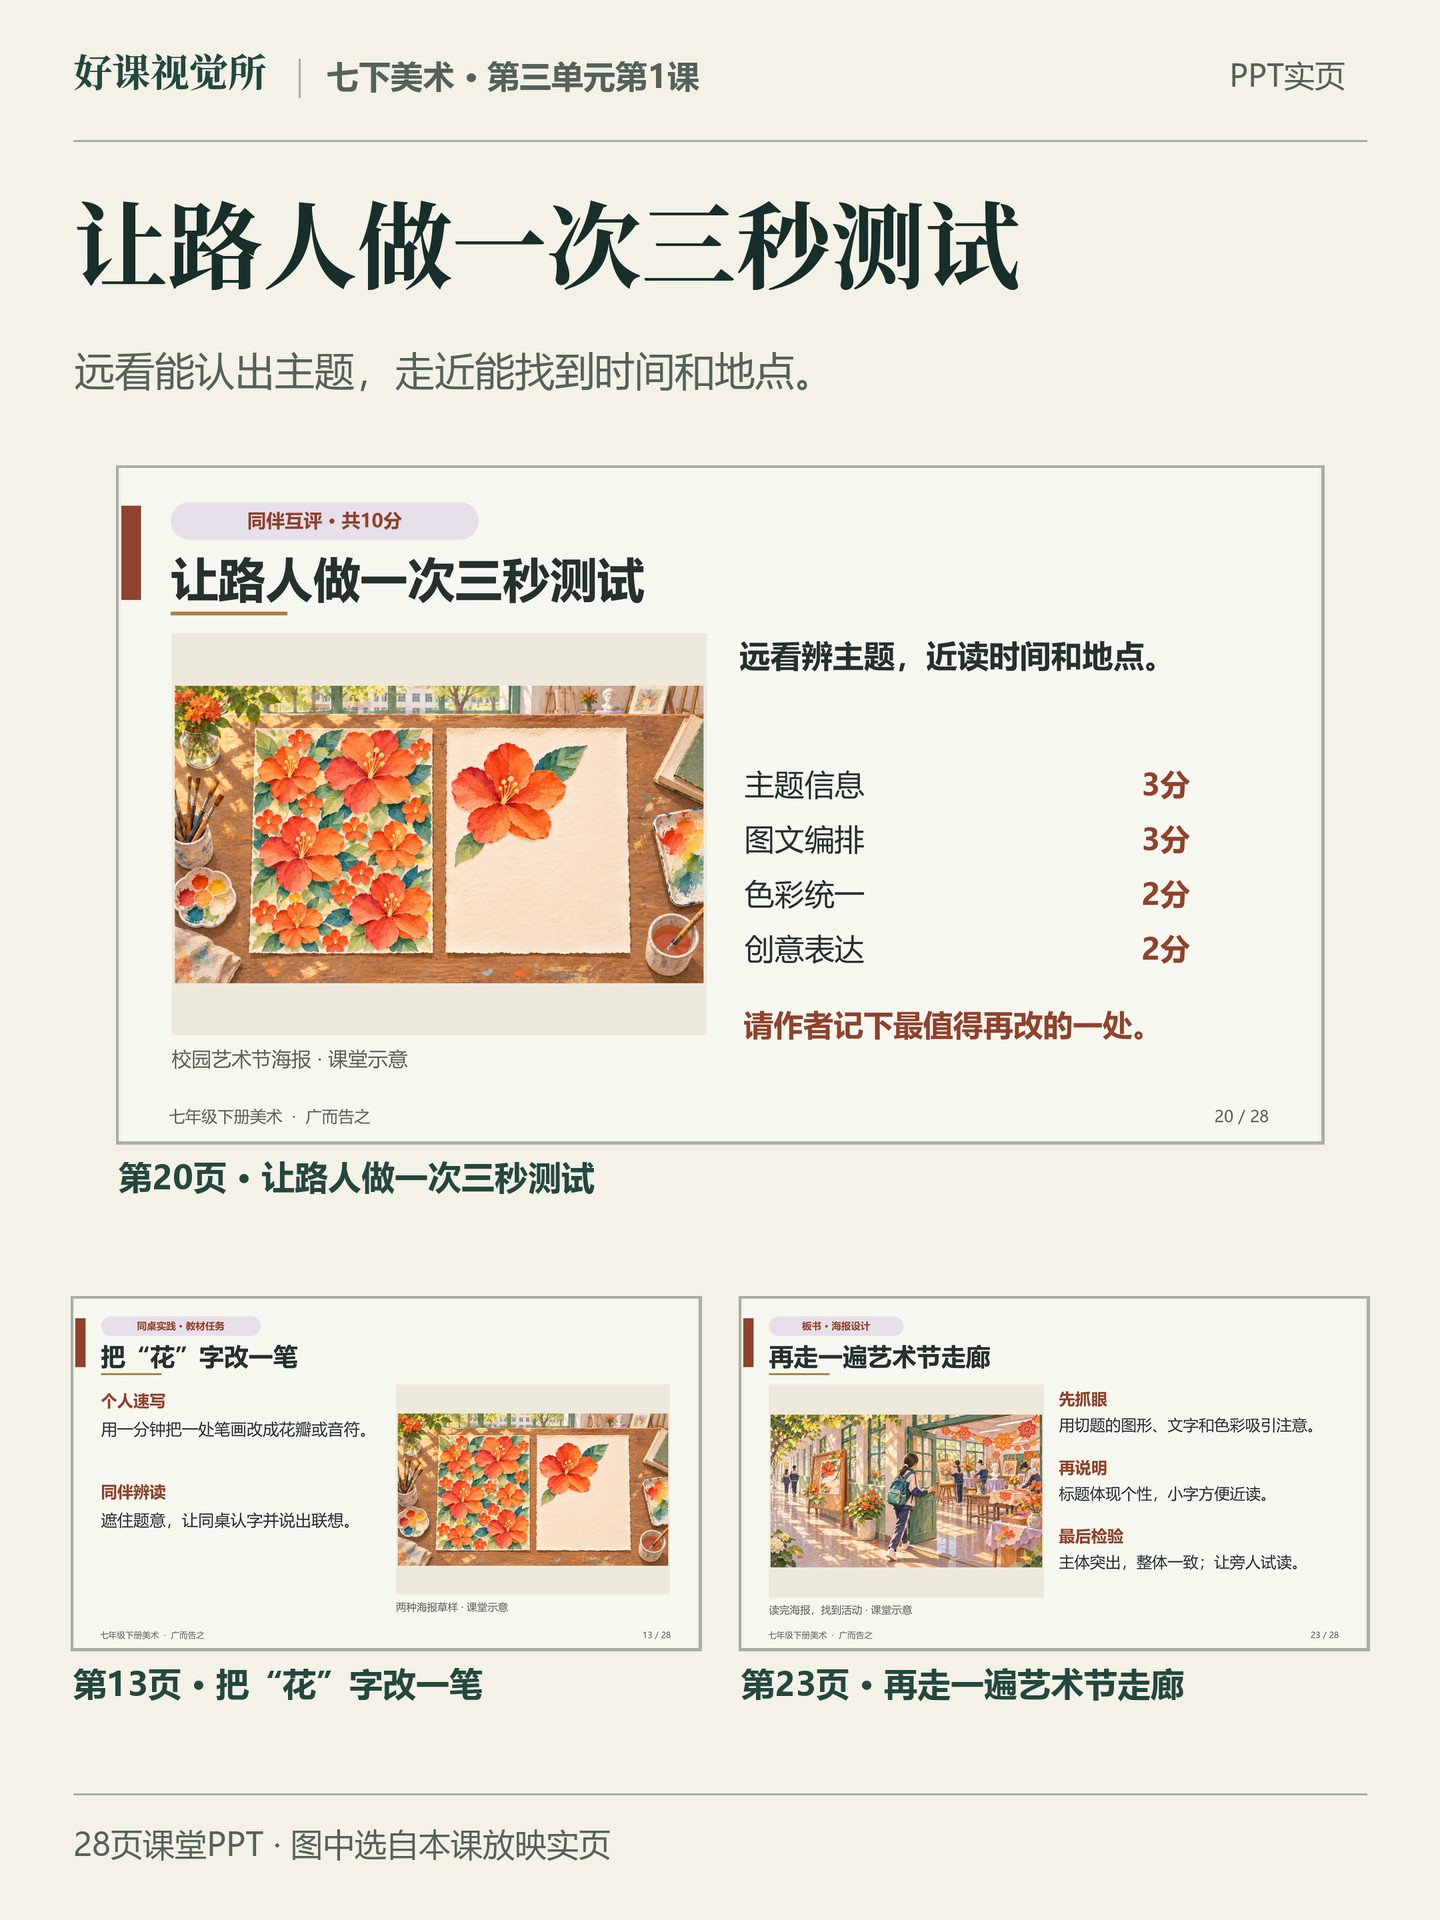 好课视觉所
七下美术·第三单元第1课
PPT实页
让路人做一次三秒测试
远看能认出主题，走近能找到时间和地点。
同伴互评·共10分
让路人做一次三秒测试
远看辨主题，近读时间和地点。
主题信息 3分
图文编排 3分
色彩统一 2分
创意表达 2分
请作者记下最值得再改的一处。
校园艺术节海报·课堂示意
七年级下册美术 · 广而告之
20 / 28
第20页·让路人做一次三秒测试
同桌实践·教材任务
把“花”字改一笔
个人速写
用一分钟把一处笔画改成花瓣或音符。
同伴辨读
遮住题意，让同桌认字并说出联想。
两种海报草样·课堂示意
七年级下册美术 · 广而告之
13 / 28
第13页·把“花”字改一笔
板书·海报设计
再走一遍艺术节走廊
先抓眼
用切题的图形、文字和色彩吸引注意。
再说明
标题体现个性，小字方便近读。
最后检验
主体突出，整体一致；让旁人试读。
读完海报，找到活动·课堂示意
七年级下册美术 · 广而告之
23 / 28
第23页·再走一遍艺术节走廊
28页课堂PPT·图中选自本课放映实页